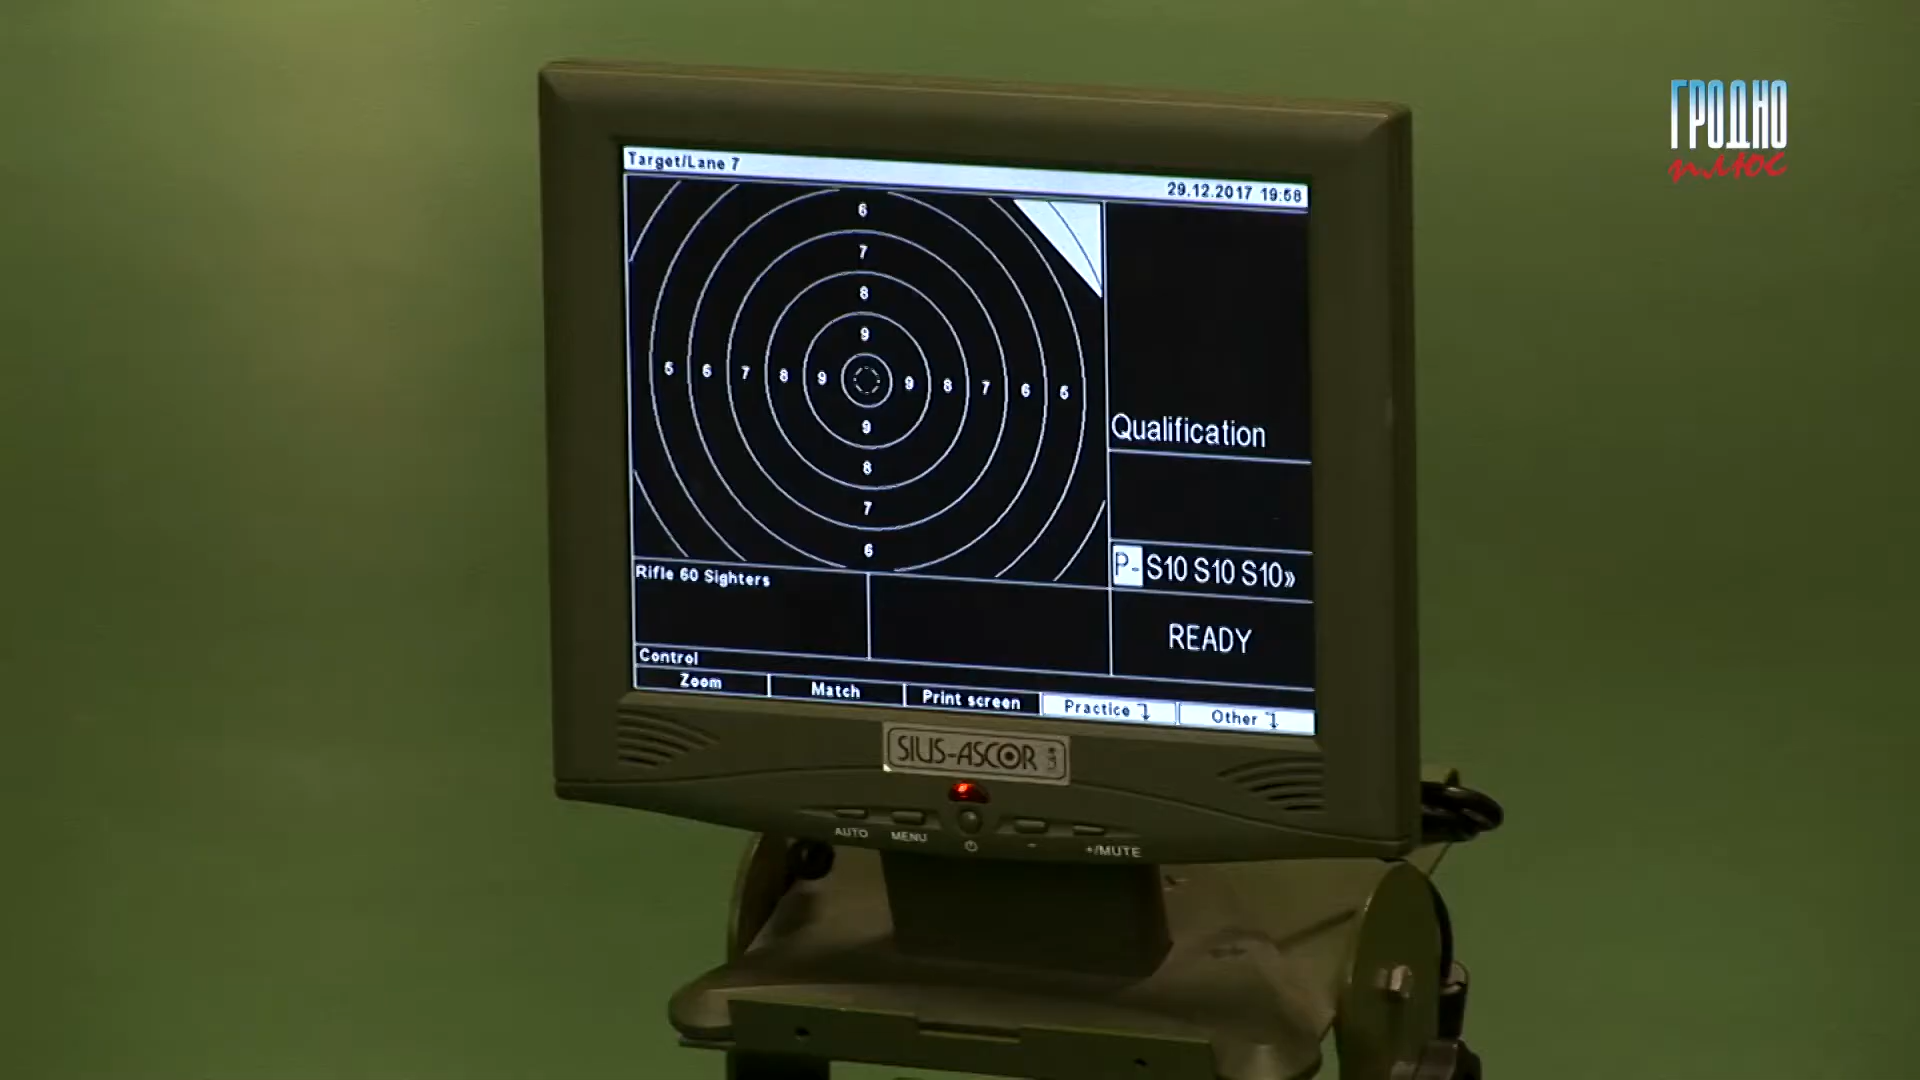 ГРОДНО
плюс
Target/Lane 7
29.12.2017 19:58
6
7
8
9
5 6 7 8 9 9 8 7 6 5
9
8
7
6
Qualification
P- S10 S10 S10»
Rifle 60 Sighters
READY
Control
Zoom Match Print screen Practice Other
SIUS-ASCOR
AUTO MENU - +/MUTE